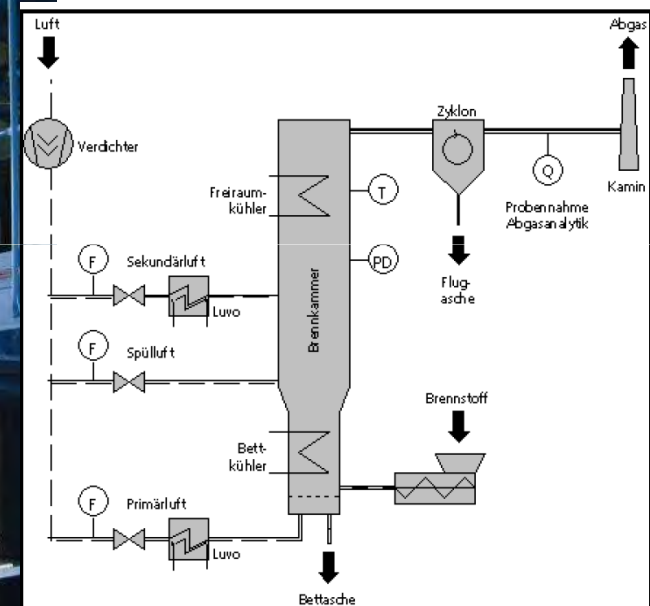 Luft
Abgas
Verdichter
Zyklon
Freiraum-
kühler
T
Q
Probennahme
Abgasanalytik
Kamin
F
Sekundärluft
PD
Luvo
Brennkammer
Flug-
asche
F
Spülluft
Brennstoff
Bett-
kühler
F
Primärluft
Luvo
Bettasche